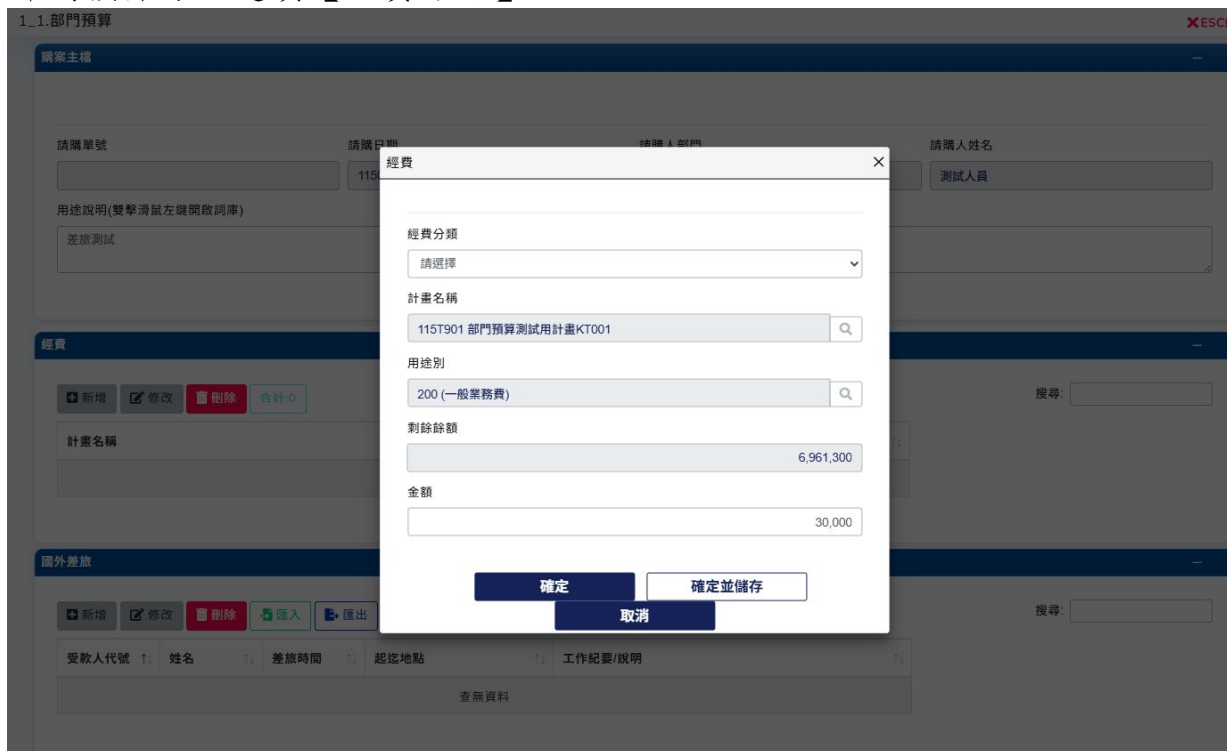 1_1.部門預算
✕ESC
購案主檔
請購單號
請購日期
請購人部門
請購人姓名
115
測試人員
用途說明(雙擊滑鼠左鍵開啟詞庫)
差旅測試
經費
經費分類
請選擇
計畫名稱
115T901 部門預算測試用計畫KT001
用途別
200 (一般業務費)
剩餘餘額
6,961,300
金額
30,000
確定
確定並儲存
取消
經費
新增 修改 刪除 合計:0
搜尋:
計畫名稱
國外差旅
新增 修改 刪除 匯入 匯出
搜尋:
受款人代號 姓名 差旅時間 起迄地點 工作紀要/說明
查無資料